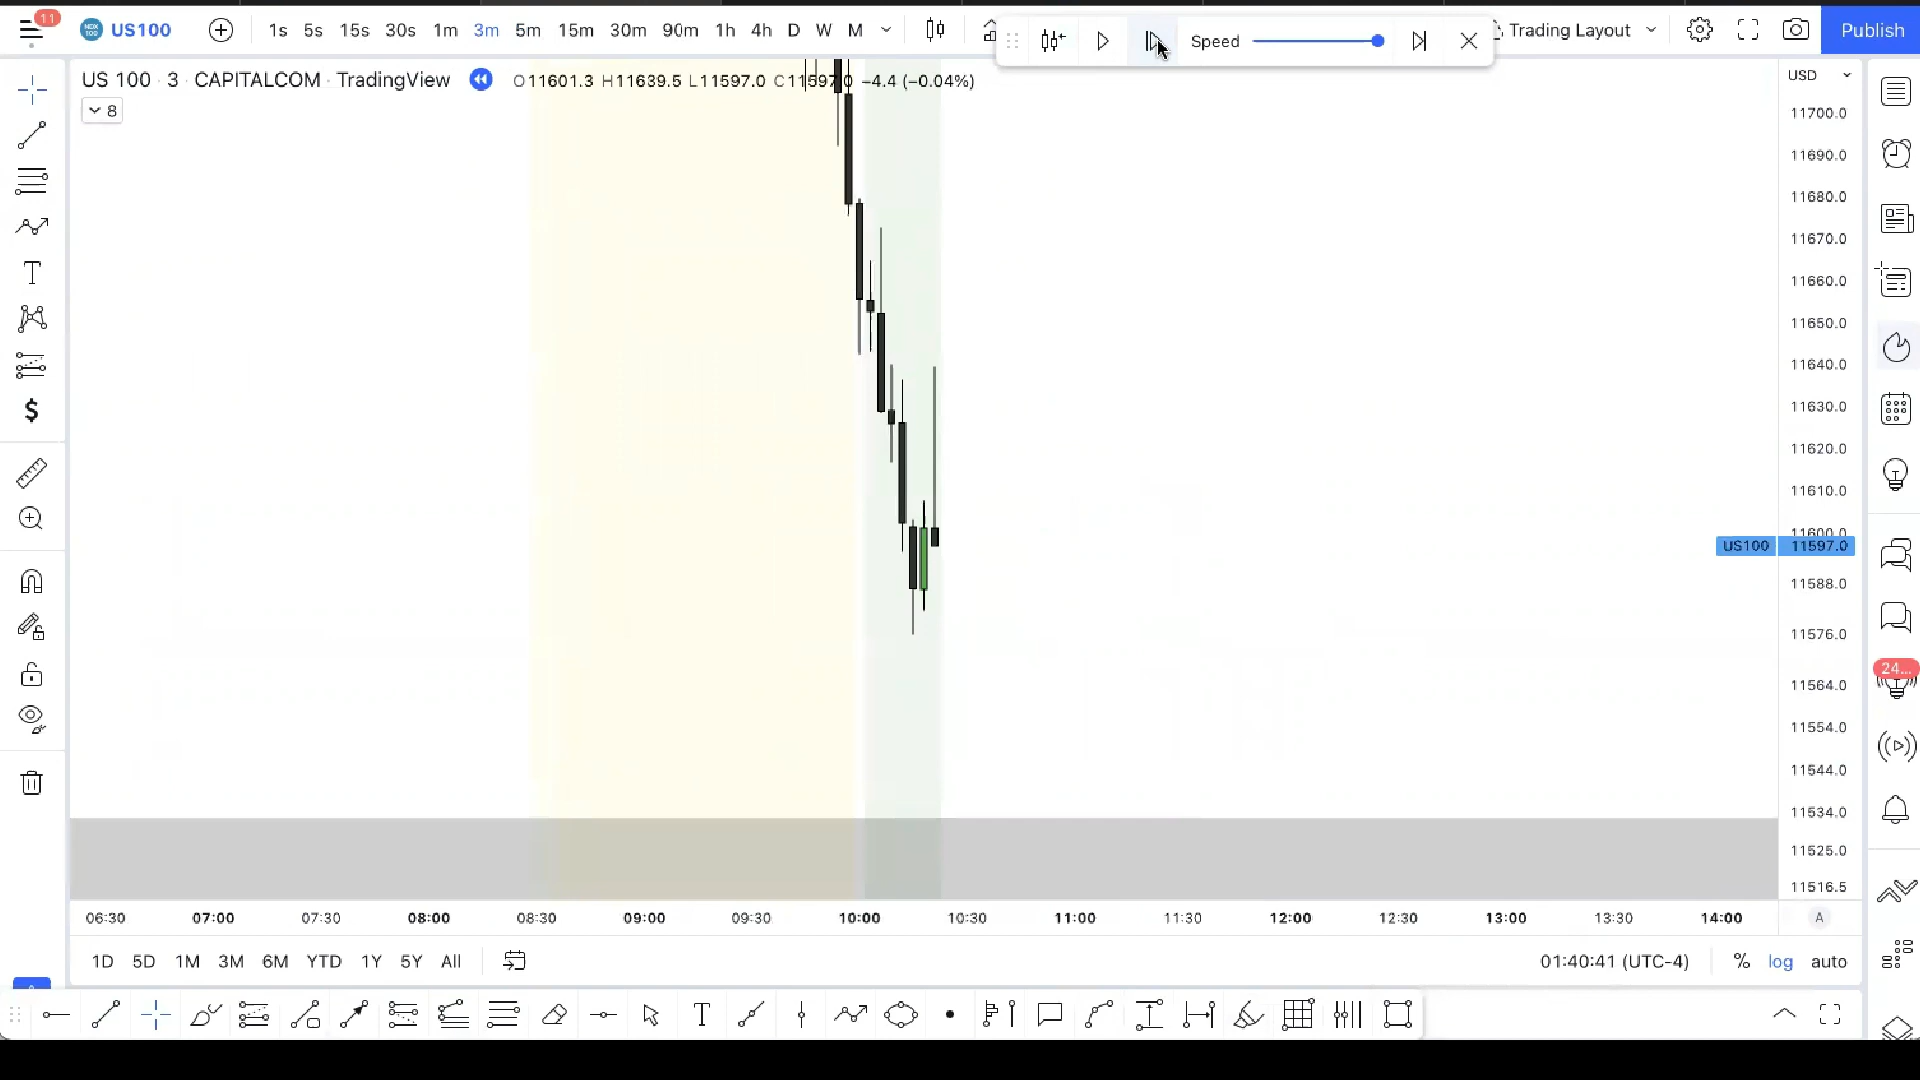 11
US100
1s 5s 15s 30s 1m 3m 5m 15m 30m 90m 1h 4h D W M
Speed
Trading Layout
Publish
US 100 · 3 · CAPITALCOM · TradingView
O11601.3 H11639.5 L11597.0 C11597.0 −4.4 (−0.04%)
USD
8
11700.0
11690.0
11680.0
11670.0
11660.0
11650.0
11640.0
11630.0
11620.0
11610.0
11600.0
US100 11597.0
11588.0
11576.0
11564.0
11554.0
11544.0
11534.0
11525.0
11516.5
24...
06:30 07:00 07:30 08:00 08:30 09:00 09:30 10:00 10:30 11:00 11:30 12:00 12:30 13:00 13:30 14:00 A
1D 5D 1M 3M 6M YTD 1Y 5Y All
01:40:41 (UTC-4) % log auto